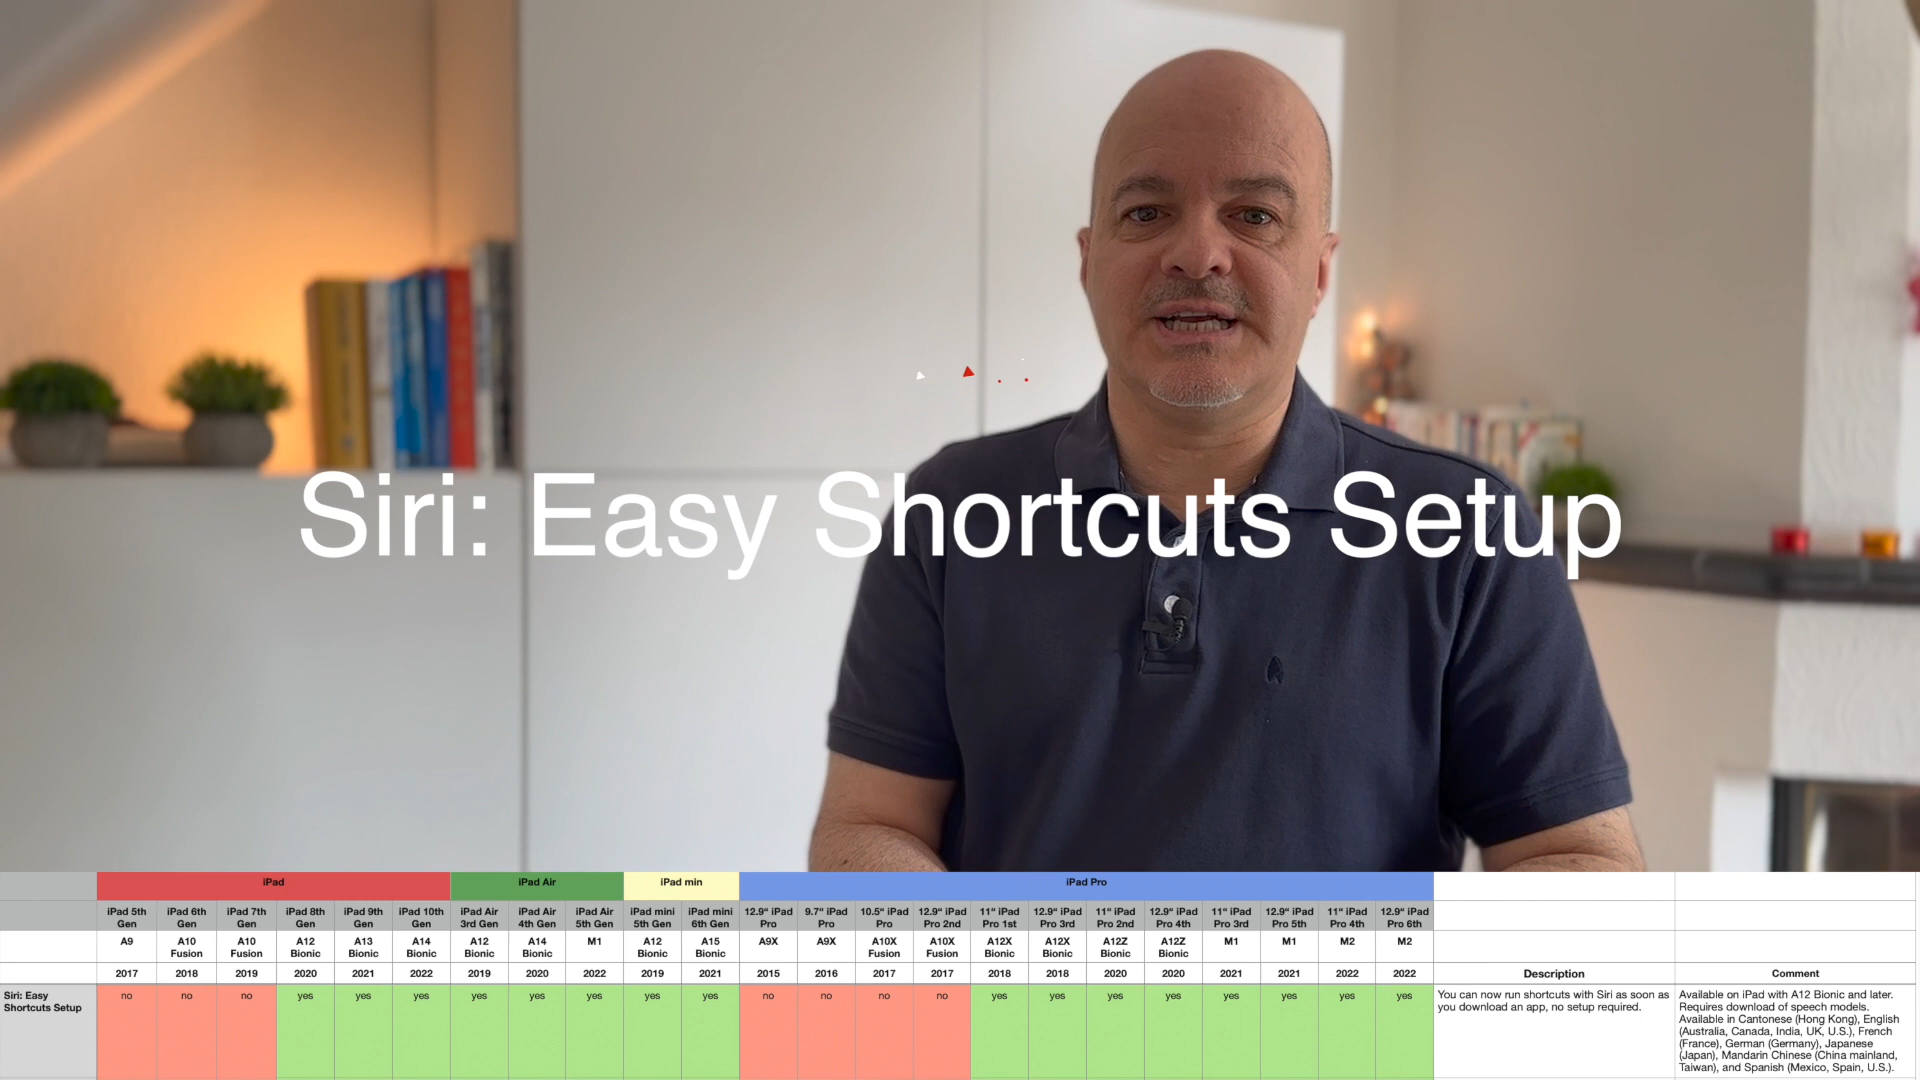 Siri: Easy Shortcuts Setup
iPad iPad Air iPad min iPad Pro
iPad 5th iPad 6th iPad 7th iPad 8th iPad 9th iPad 10th iPad Air iPad Air iPad Air iPad mini iPad mini 12.9“ iPad 9.7“ iPad 10.5“ iPad 12.9“ iPad 11“ iPad 12.9“ iPad 11“ iPad 12.9“ iPad 11“ iPad 12.9“ iPad 11“ iPad 12.9“ iPad
Gen Gen Gen Gen Gen Gen 3rd Gen 4th Gen 5th Gen 5th Gen 6th Gen Pro Pro Pro Pro 2nd Pro 1st Pro 3rd Pro 2nd Pro 4th Pro 3rd Pro 5th Pro 4th Pro 6th
A9 A10 A10 A12 A13 A14 A12 A14 M1 A12 A15 A9X A9X A10X A10X A12X A12X A12Z A12Z M1 M1 M2 M2
Fusion Fusion Bionic Bionic Bionic Bionic Bionic Bionic Bionic Fusion Fusion Bionic Bionic Bionic Bionic
2017 2018 2019 2020 2021 2022 2019 2020 2022 2019 2021 2015 2016 2017 2017 2018 2018 2020 2020 2021 2021 2022 2022 Description Comment
Siri: Easy no no no yes yes yes yes yes yes yes yes no no no no yes yes yes yes yes yes yes yes You can now run shortcuts with Siri as soon as Available on iPad with A12 Bionic and later.
Shortcuts Setup you download an app, no setup required. Requires download of speech models.
Available in Cantonese (Hong Kong), English
(Australia, Canada, India, UK, U.S.), French
(France), German (Germany), Japanese
(Japan), Mandarin Chinese (China mainland,
Taiwan), and Spanish (Mexico, Spain, U.S.).